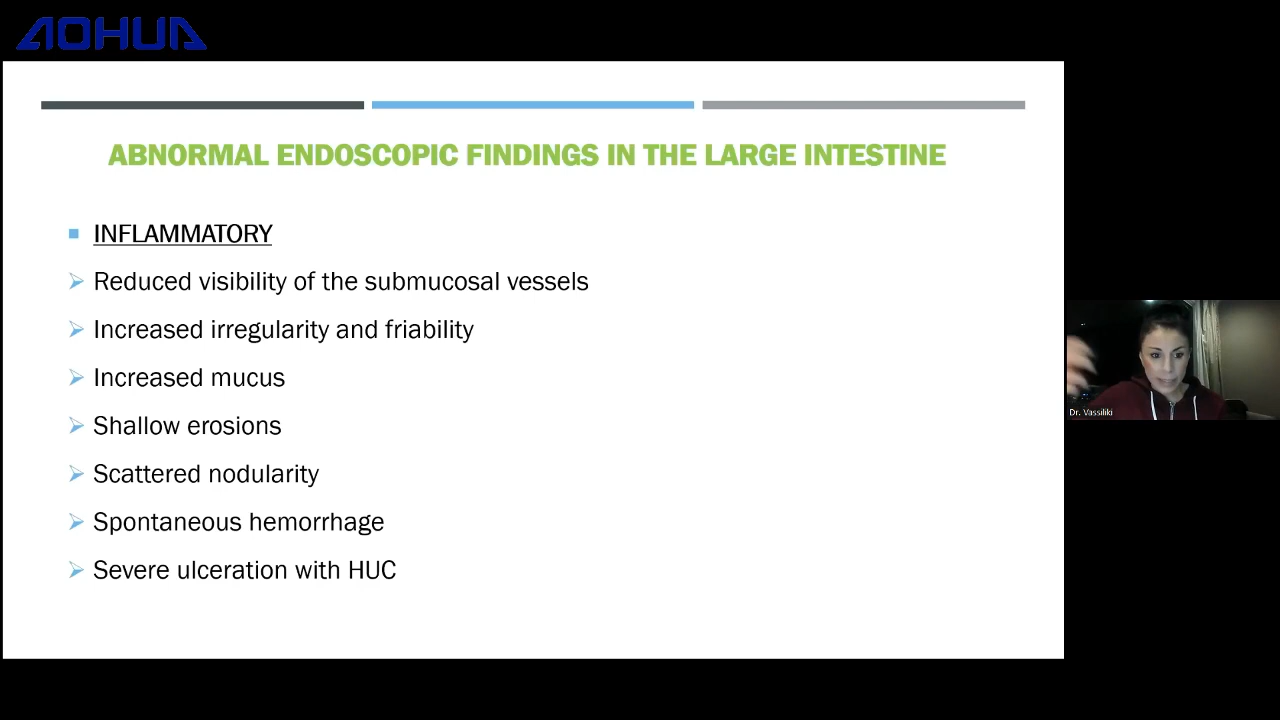 AOHUA
ABNORMAL ENDOSCOPIC FINDINGS IN THE LARGE INTESTINE
INFLAMMATORY
Reduced visibility of the submucosal vessels
Increased irregularity and friability
Increased mucus
Shallow erosions
Scattered nodularity
Spontaneous hemorrhage
Severe ulceration with HUC
Dr. Vassiliki